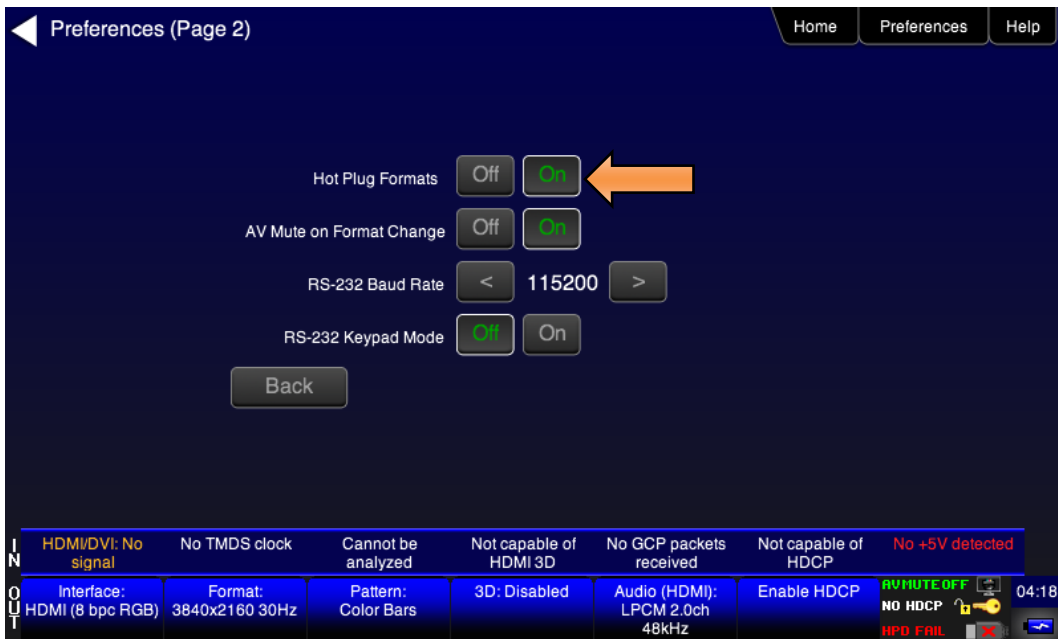 Preferences (Page 2)
Home
Preferences
Help
Hot Plug Formats
Off
On
AV Mute on Format Change
Off
On
RS-232 Baud Rate
<
115200
>
RS-232 Keypad Mode
Off
On
Back
IN
HDMI/DVI: No
signal
No TMDS clock
Cannot be
analyzed
Not capable of
HDMI 3D
No GCP packets
received
Not capable of
HDCP
No +5V detected
OUT
Interface:
HDMI (8 bpc RGB)
Format:
3840x2160 30Hz
Pattern:
Color Bars
3D: Disabled
Audio (HDMI):
LPCM 2.0ch
48kHz
Enable HDCP
AVMUTEOFF
NO HDCP
HPD FAIL
04:18